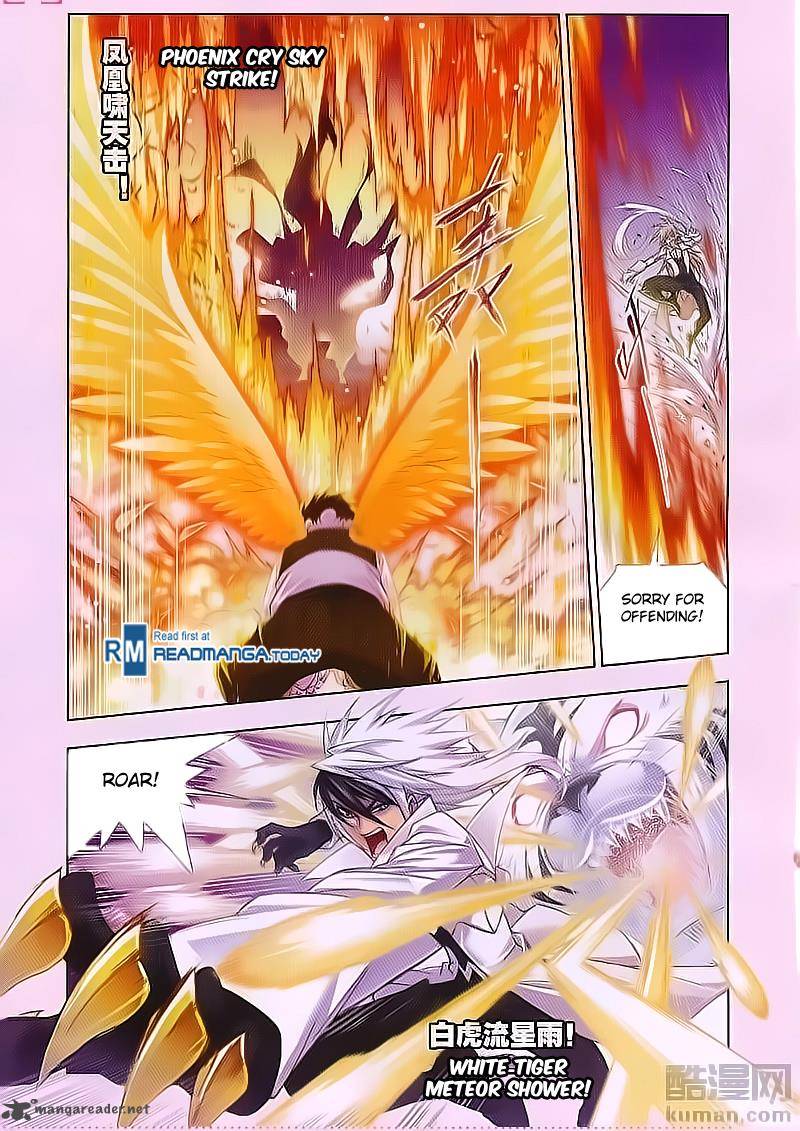 凤凰啸天击！
PHOENIX CRY SKY
STRIKE!
SORRY FOR
OFFENDING!
RM
Read first at
READMANGA.TODAY
ROAR!
白虎流星雨！
WHITE TIGER
METEOR SHOWER!
mangareader.net
酷漫网
kuman.com